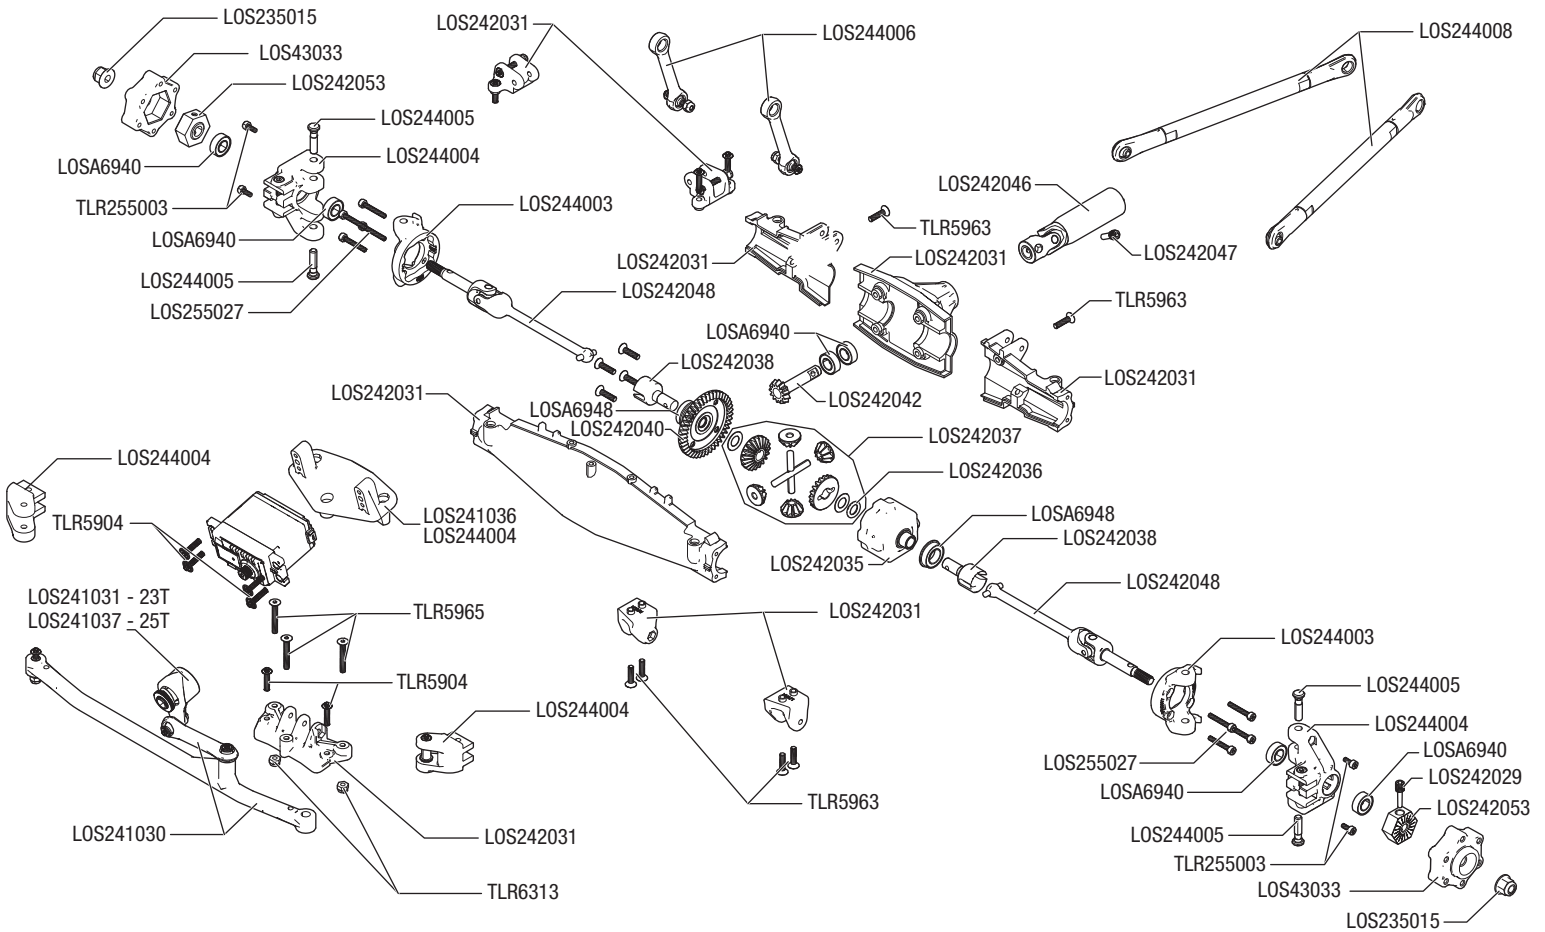 LOS235015
LOS43033
LOS242053
LOS244005
LOSA6940
LOS244004
TLR255003
LOSA6940
LOS244003
LOS244005
LOS255027
LOS242048
LOS242031
LOS244006
LOS244008
LOS242046
TLR5963
LOS242047
LOS242031
LOS242031
TLR5963
LOSA6940
LOS242038
LOS242031
LOS242042
LOS242031
LOSA6948
LOS242040
LOS242037
LOS242036
LOS244004
TLR5904
LOS241036
LOS244004
LOSA6948
LOS242038
LOS242035
LOS242048
LOS241031 - 23T
LOS241037 - 25T
TLR5965
LOS242031
LOS244003
TLR5904
LOS244004
LOS244005
LOS244004
LOSA6940
LOS255027
LOS242029
LOSA6940
TLR5963
LOS242053
LOS241030
LOS242031
LOS244005
TLR255003
TLR6313
LOS43033
LOS235015